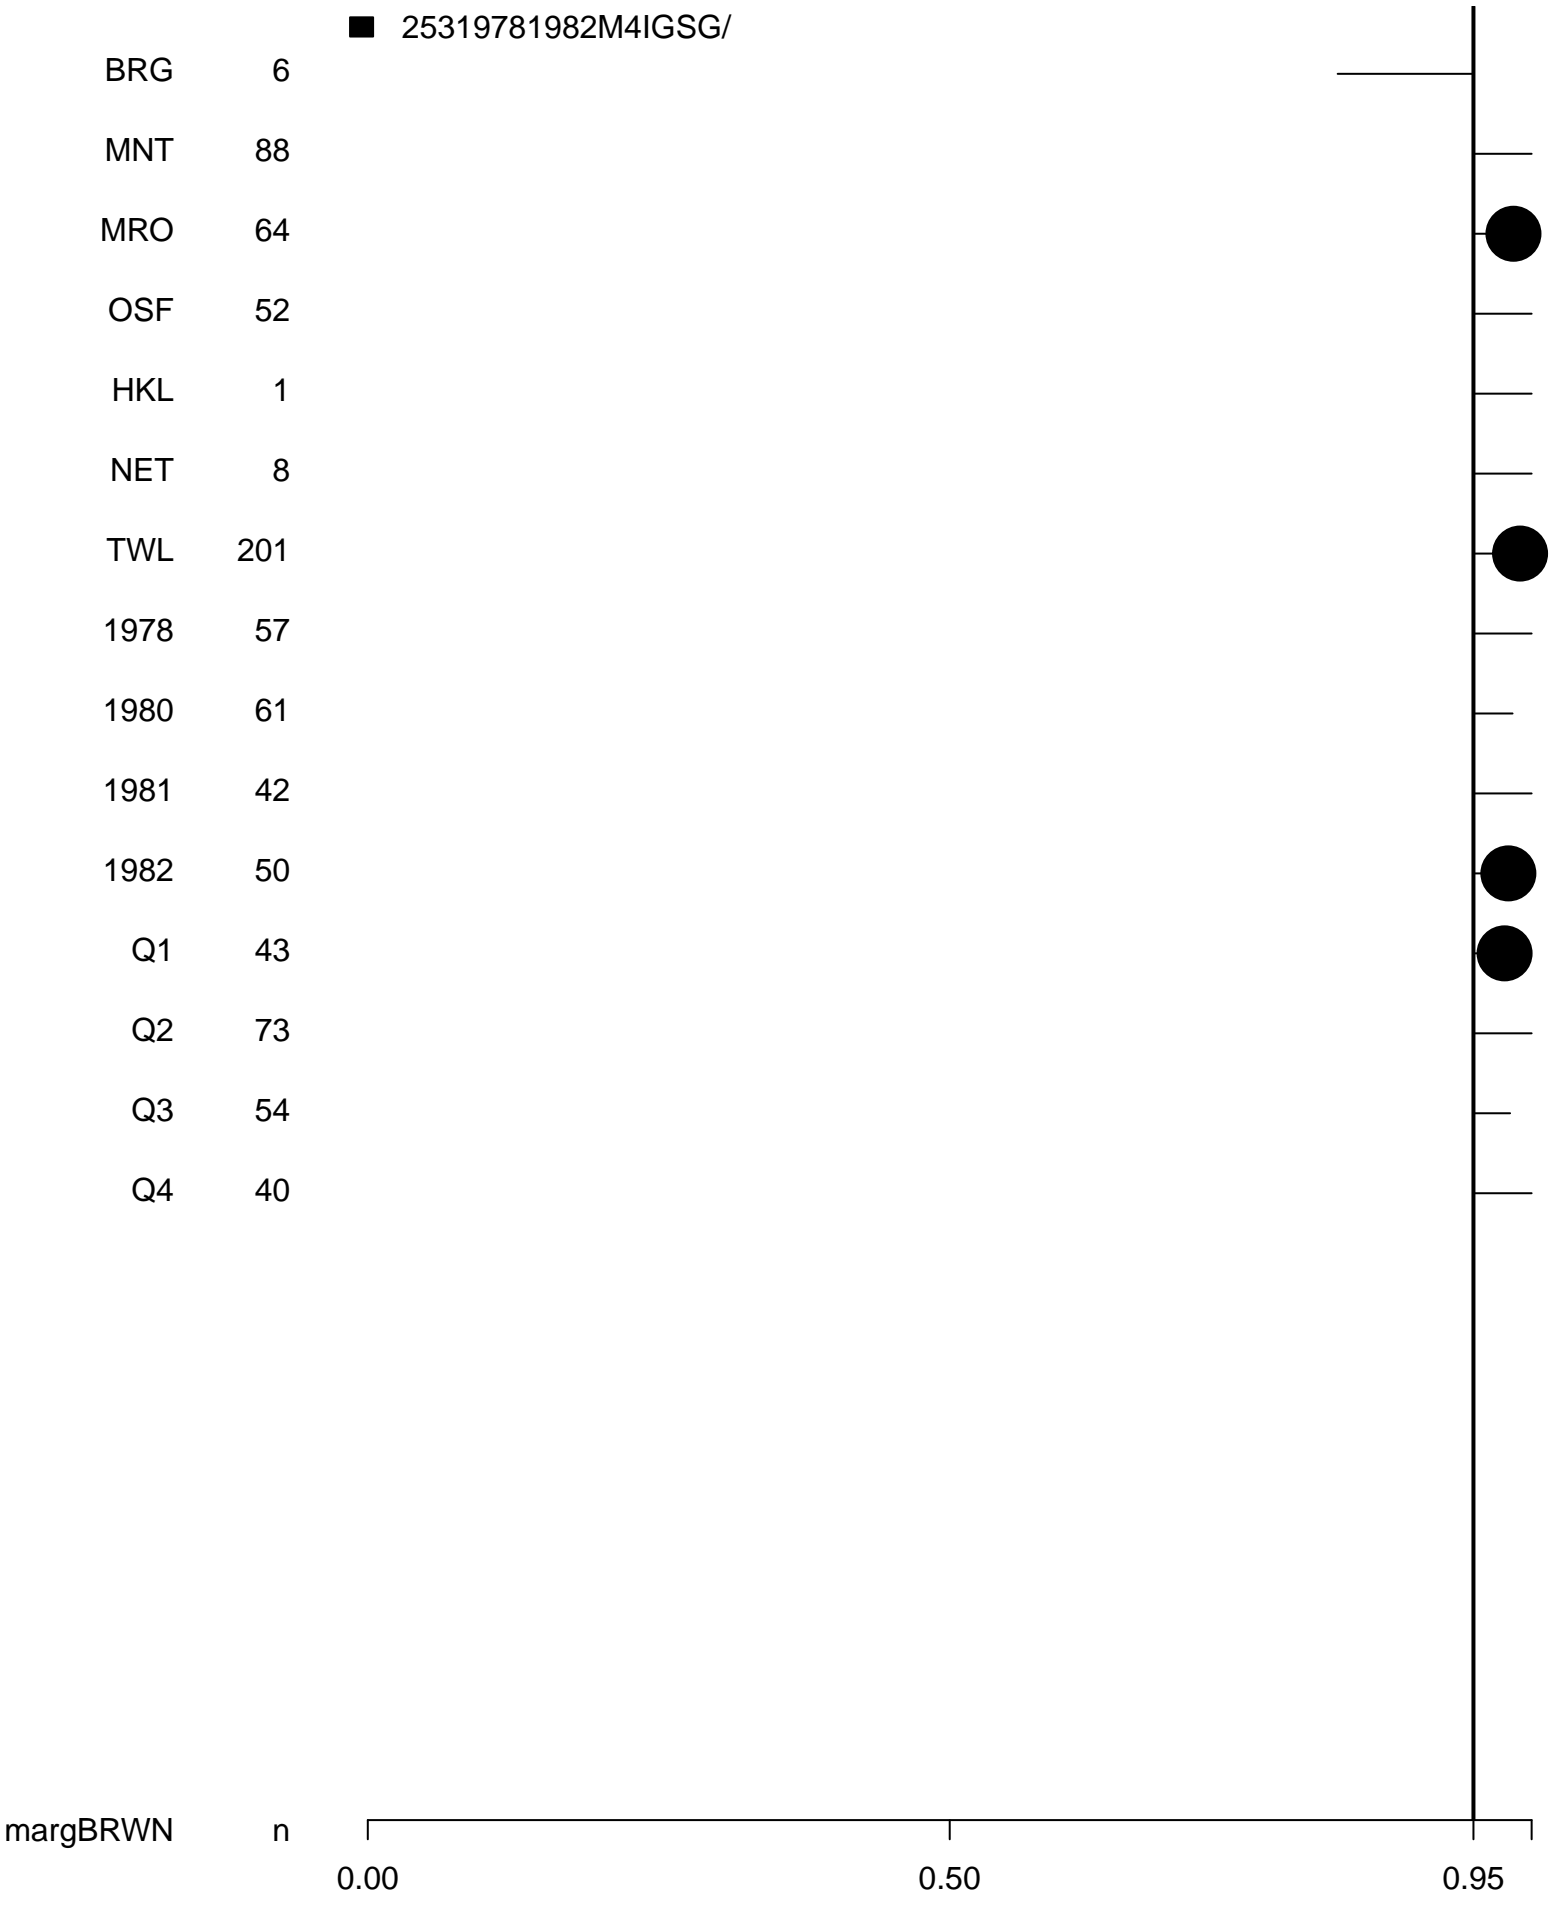 25319781982M4IGSG/
BRG 6
MNT 88
MRO 64
OSF 52
HKL 1
NET 8
TWL 201
1978 57
1980 61
1981 42
1982 50
Q1 43
Q2 73
Q3 54
Q4 40
margBRWN n
0.00 0.50 0.95